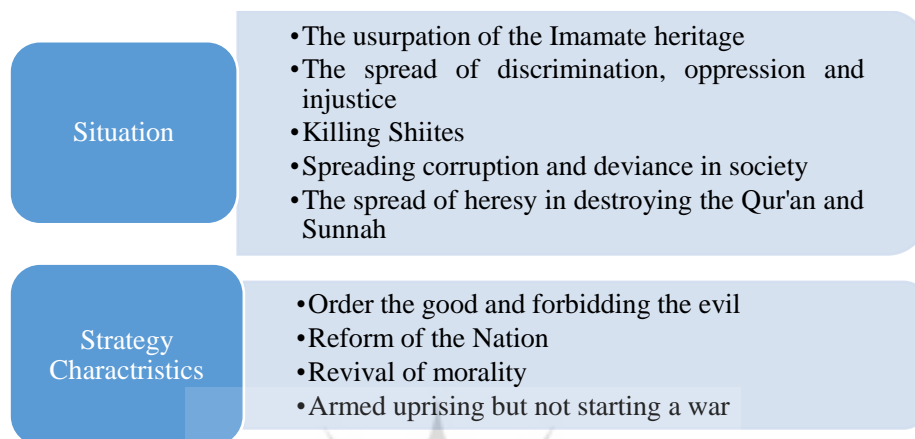 Situation
•The usurpation of the Imamate heritage
•The spread of discrimination, oppression and
injustice
•Killing Shiites
•Spreading corruption and deviance in society
•The spread of heresy in destroying the Qur'an and
Sunnah
Strategy
Charactristics
•Order the good and forbidding the evil
•Reform of the Nation
•Revival of morality
•Armed uprising but not starting a war